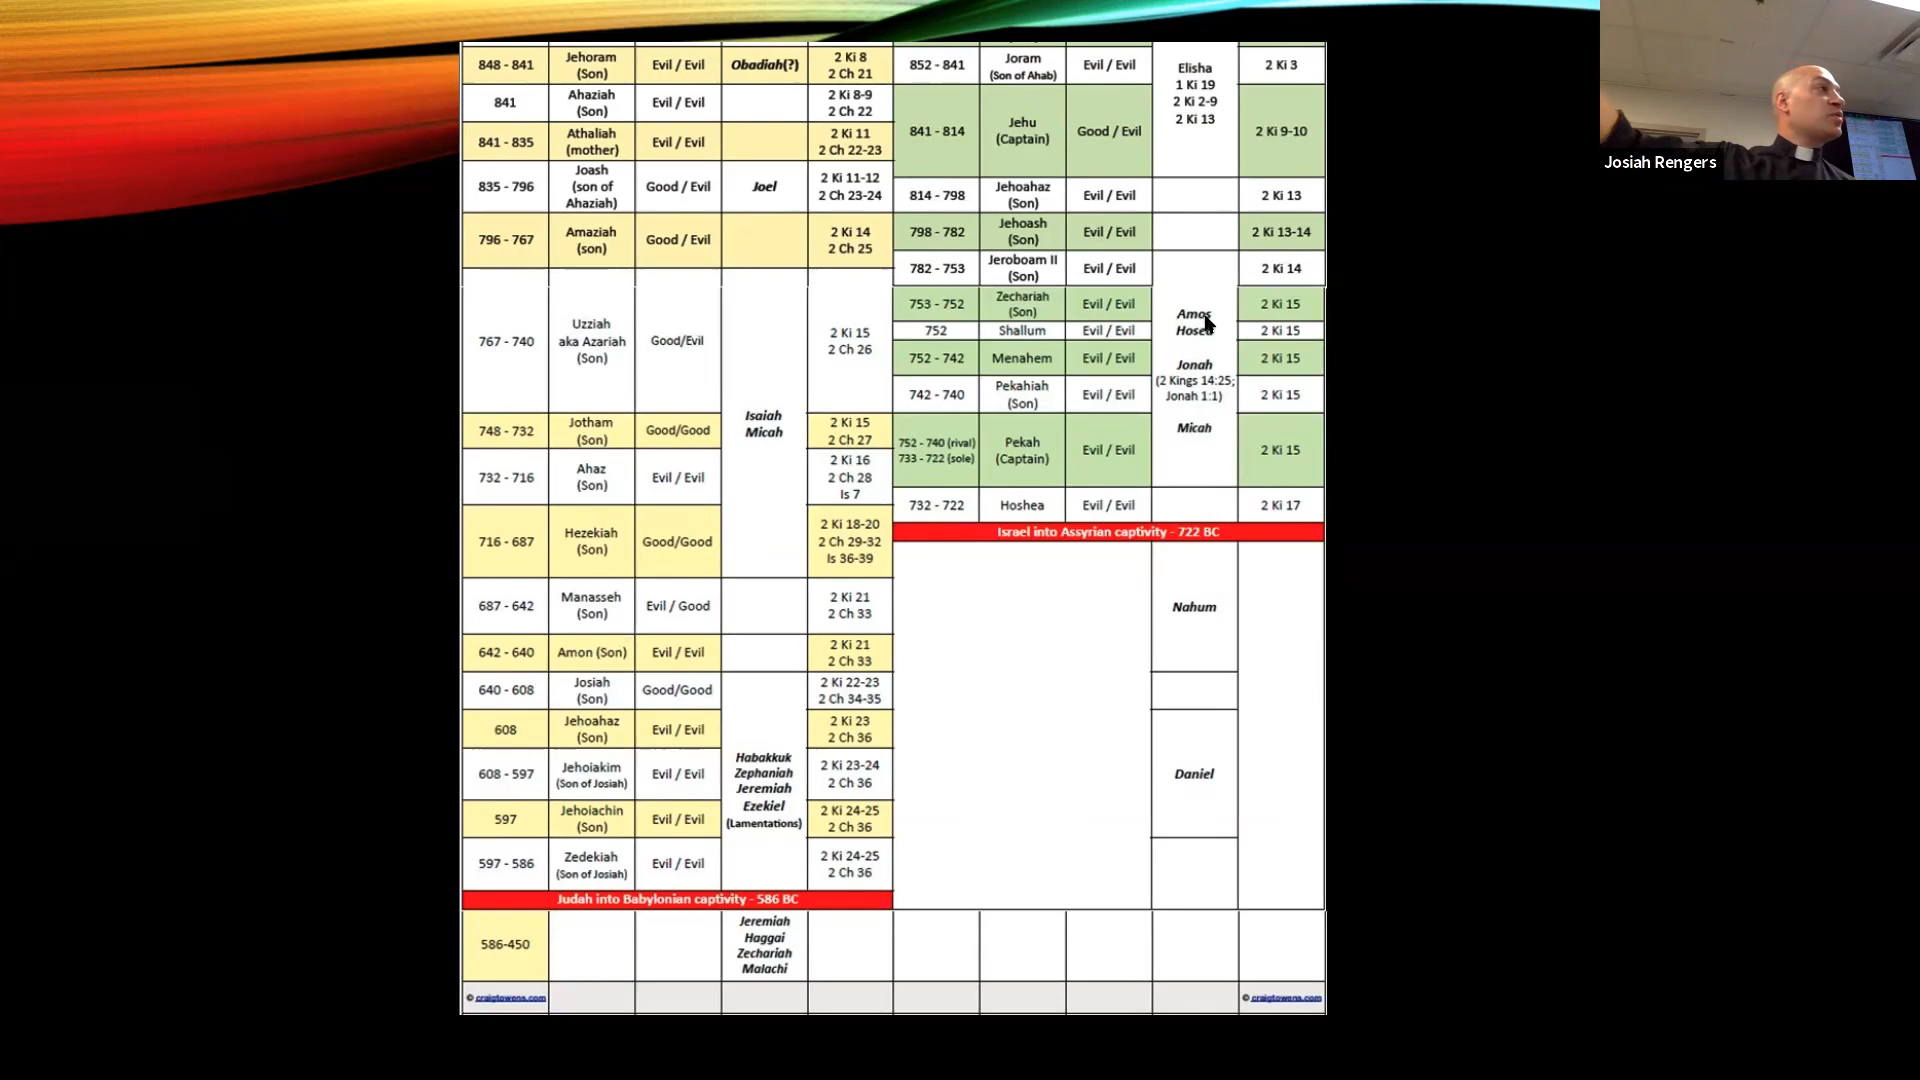 848 - 841
Jehoram
(Son)
Evil / Evil
Obadiah(?)
2 Ki 8
2 Ch 21
841
Ahaziah
(Son)
Evil / Evil
2 Ki 8-9
2 Ch 22
841 - 835
Athaliah
(mother)
Evil / Evil
2 Ki 11
2 Ch 22-23
835 - 796
Joash
(son of
Ahaziah)
Good / Evil
Joel
2 Ki 11-12
2 Ch 23-24
796 - 767
Amaziah
(son)
Good / Evil
2 Ki 14
2 Ch 25
767 - 740
Uzziah
aka Azariah
(Son)
Good/Evil
2 Ki 15
2 Ch 26
Isaiah
Micah
748 - 732
Jotham
(Son)
Good/Good
2 Ki 15
2 Ch 27
732 - 716
Ahaz
(Son)
Evil / Evil
2 Ki 16
2 Ch 28
Is 7
716 - 687
Hezekiah
(Son)
Good/Good
2 Ki 18-20
2 Ch 29-32
Is 36-39
687 - 642
Manasseh
(Son)
Evil / Good
2 Ki 21
2 Ch 33
642 - 640
Amon (Son)
Evil / Evil
2 Ki 21
2 Ch 33
640 - 608
Josiah
(Son)
Good/Good
2 Ki 22-23
2 Ch 34-35
608
Jehoahaz
(Son)
Evil / Evil
2 Ki 23
2 Ch 36
Habakkuk
Zephaniah
Jeremiah
Ezekiel
(Lamentations)
608 - 597
Jehoiakim
(Son of Josiah)
Evil / Evil
2 Ki 23-24
2 Ch 36
597
Jehoiachin
(Son)
Evil / Evil
2 Ki 24-25
2 Ch 36
597 - 586
Zedekiah
(Son of Josiah)
Evil / Evil
2 Ki 24-25
2 Ch 36
Judah into Babylonian captivity - 586 BC
586-450
Jeremiah
Haggai
Zechariah
Malachi
© craigtowens.com
852 - 841
Joram
(Son of Ahab)
Evil / Evil
Elisha
1 Ki 19
2 Ki 2-9
2 Ki 13
2 Ki 3
841 - 814
Jehu
(Captain)
Good / Evil
2 Ki 9-10
814 - 798
Jehoahaz
(Son)
Evil / Evil
2 Ki 13
798 - 782
Jehoash
(Son)
Evil / Evil
2 Ki 13-14
782 - 753
Jeroboam II
(Son)
Evil / Evil
2 Ki 14
753 - 752
Zechariah
(Son)
Evil / Evil
2 Ki 15
Amos
Hosea
Jonah
(2 Kings 14:25;
Jonah 1:1)
Micah
752
Shallum
Evil / Evil
2 Ki 15
752 - 742
Menahem
Evil / Evil
2 Ki 15
742 - 740
Pekahiah
(Son)
Evil / Evil
2 Ki 15
752 - 740 (rival)
733 - 722 (sole)
Pekah
(Captain)
Evil / Evil
2 Ki 15
732 - 722
Hoshea
Evil / Evil
2 Ki 17
Israel into Assyrian captivity - 722 BC
Nahum
Daniel
© craigtowens.com
Josiah Rengers